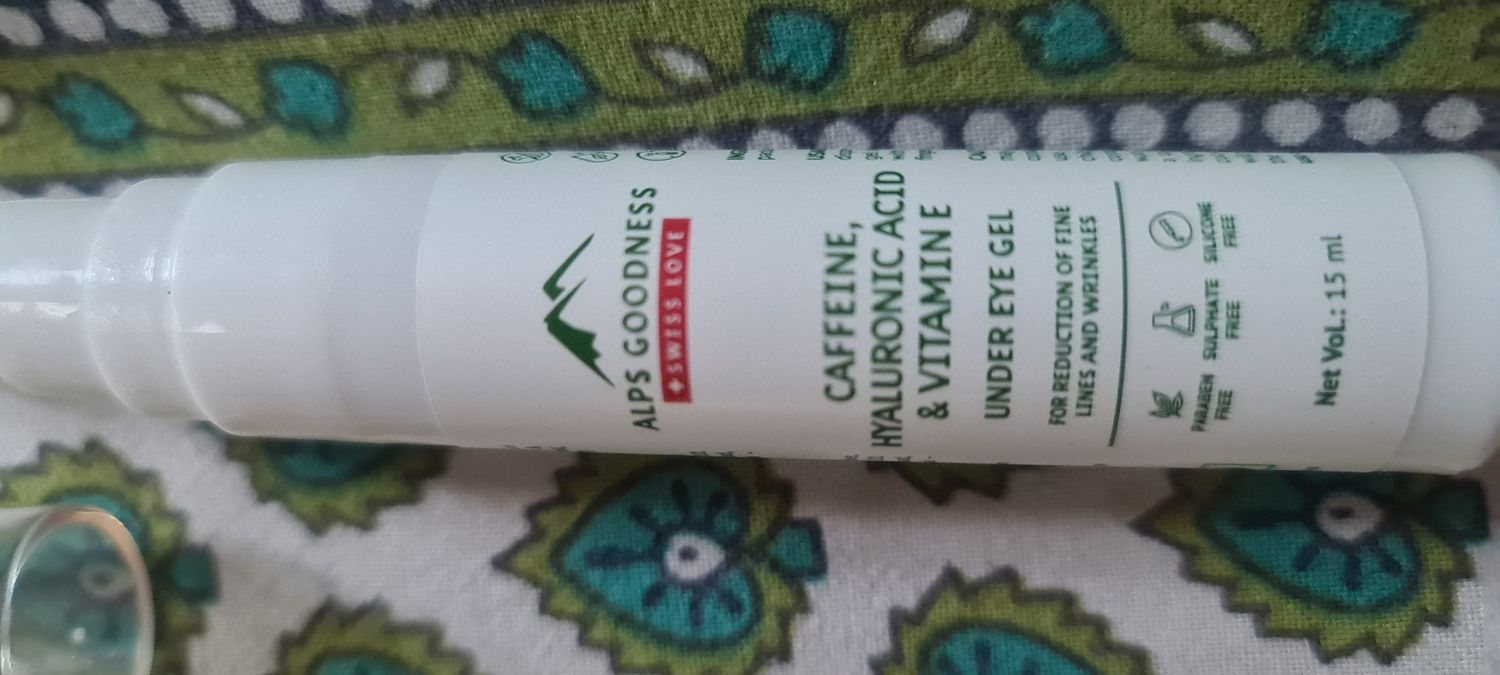 ALPS GOODNESS
SWISS LOVE
CAFFEINE,
HYALURONIC ACID
& VITAMIN E
UNDER EYE GEL
FOR REDUCTION OF FINE
LINES AND WRINKLES
PARABEN
FREE
SULPHATE
FREE
SILICONE
FREE
Net Vol.: 15 ml